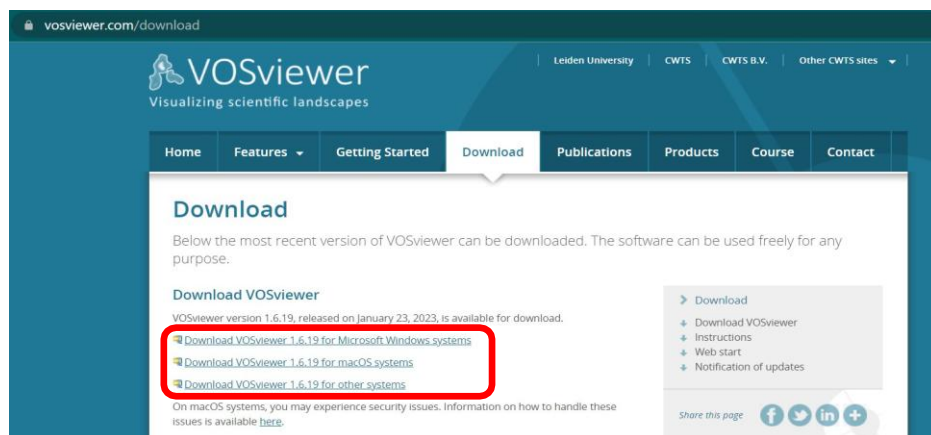 vosviewer.com/download
VOSviewer
Visualizing scientific landscapes
Leiden University
CWTS
CWTS B.V.
Other CWTS sites
Home
Features
Getting Started
Download
Publications
Products
Course
Contact
Download
Below the most recent version of VOSviewer can be downloaded. The software can be used freely for any
purpose.
Download VOSviewer
VOSviewer version 1.6.19, released on January 23, 2023, is available for download.
Download VOSviewer 1.6.19 for Microsoft Windows systems
Download VOSviewer 1.6.19 for macOS systems
Download VOSviewer 1.6.19 for other systems
On macOS systems, you may experience security issues. Information on how to handle these
issues is available here.
Download
Download VOSviewer
Instructions
Web start
Notification of updates
Share this page